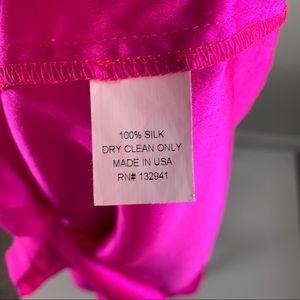 100% SILK
DRY CLEAN ONLY
MADE IN USA
RN# 132941